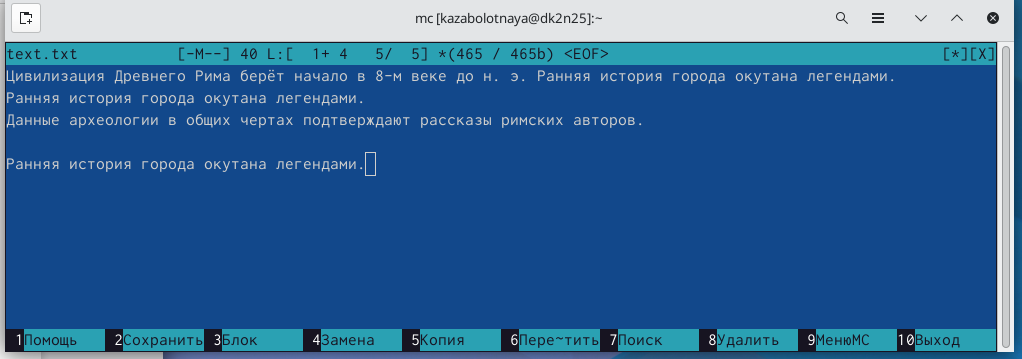 mc [kazabolotnaya@dk2n25]:~
text.txt [-M--] 40 L:[ 1+ 4 5/ 5] *(465 / 465b) <EOF> [*][X]
Цивилизация Древнего Рима берёт начало в 8-м веке до н. э. Ранняя история города окутана легендами.
Ранняя история города окутана легендами.
Данные археологии в общих чертах подтверждают рассказы римских авторов.
Ранняя история города окутана легендами.
1Помощь 2Сохранить 3Блок 4Замена 5Копия 6Пере~тить 7Поиск 8Удалить 9МенюMC 10Выход